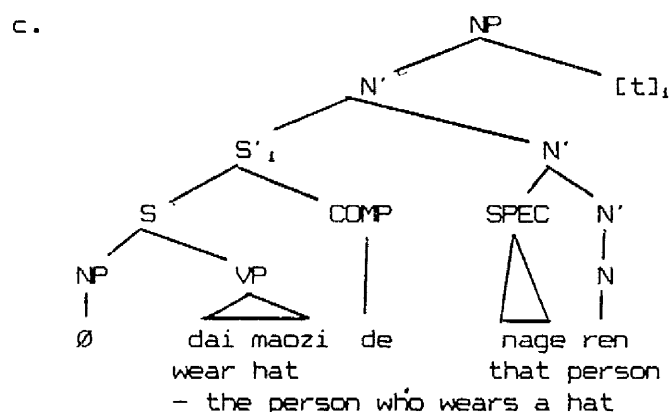 c.
NP
N' [t]i
S'i N'
S COMP SPEC N'
NP VP N
Ø dai maozi de nage ren
wear hat that person
- the person who wears a hat